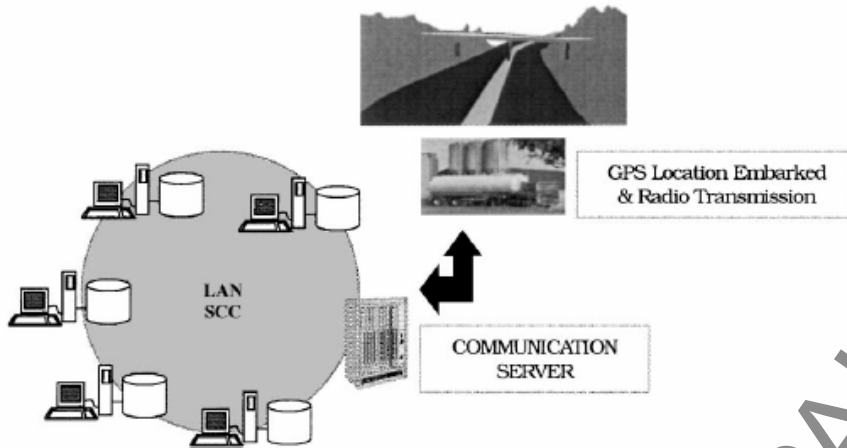 GPS Location Embarked
& Radio Transmission
LAN
SCC
COMMUNICATION
SERVER